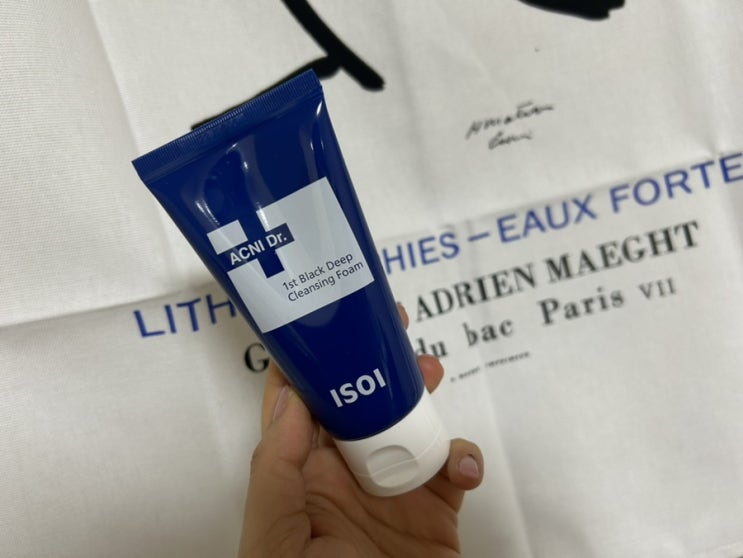 ACNI Dr.
1st Black Deep
Cleansing Foam
ISOI
LITH HIES – EAUX FORTE
G ADRIEN MAEGHT
du bac Paris VII